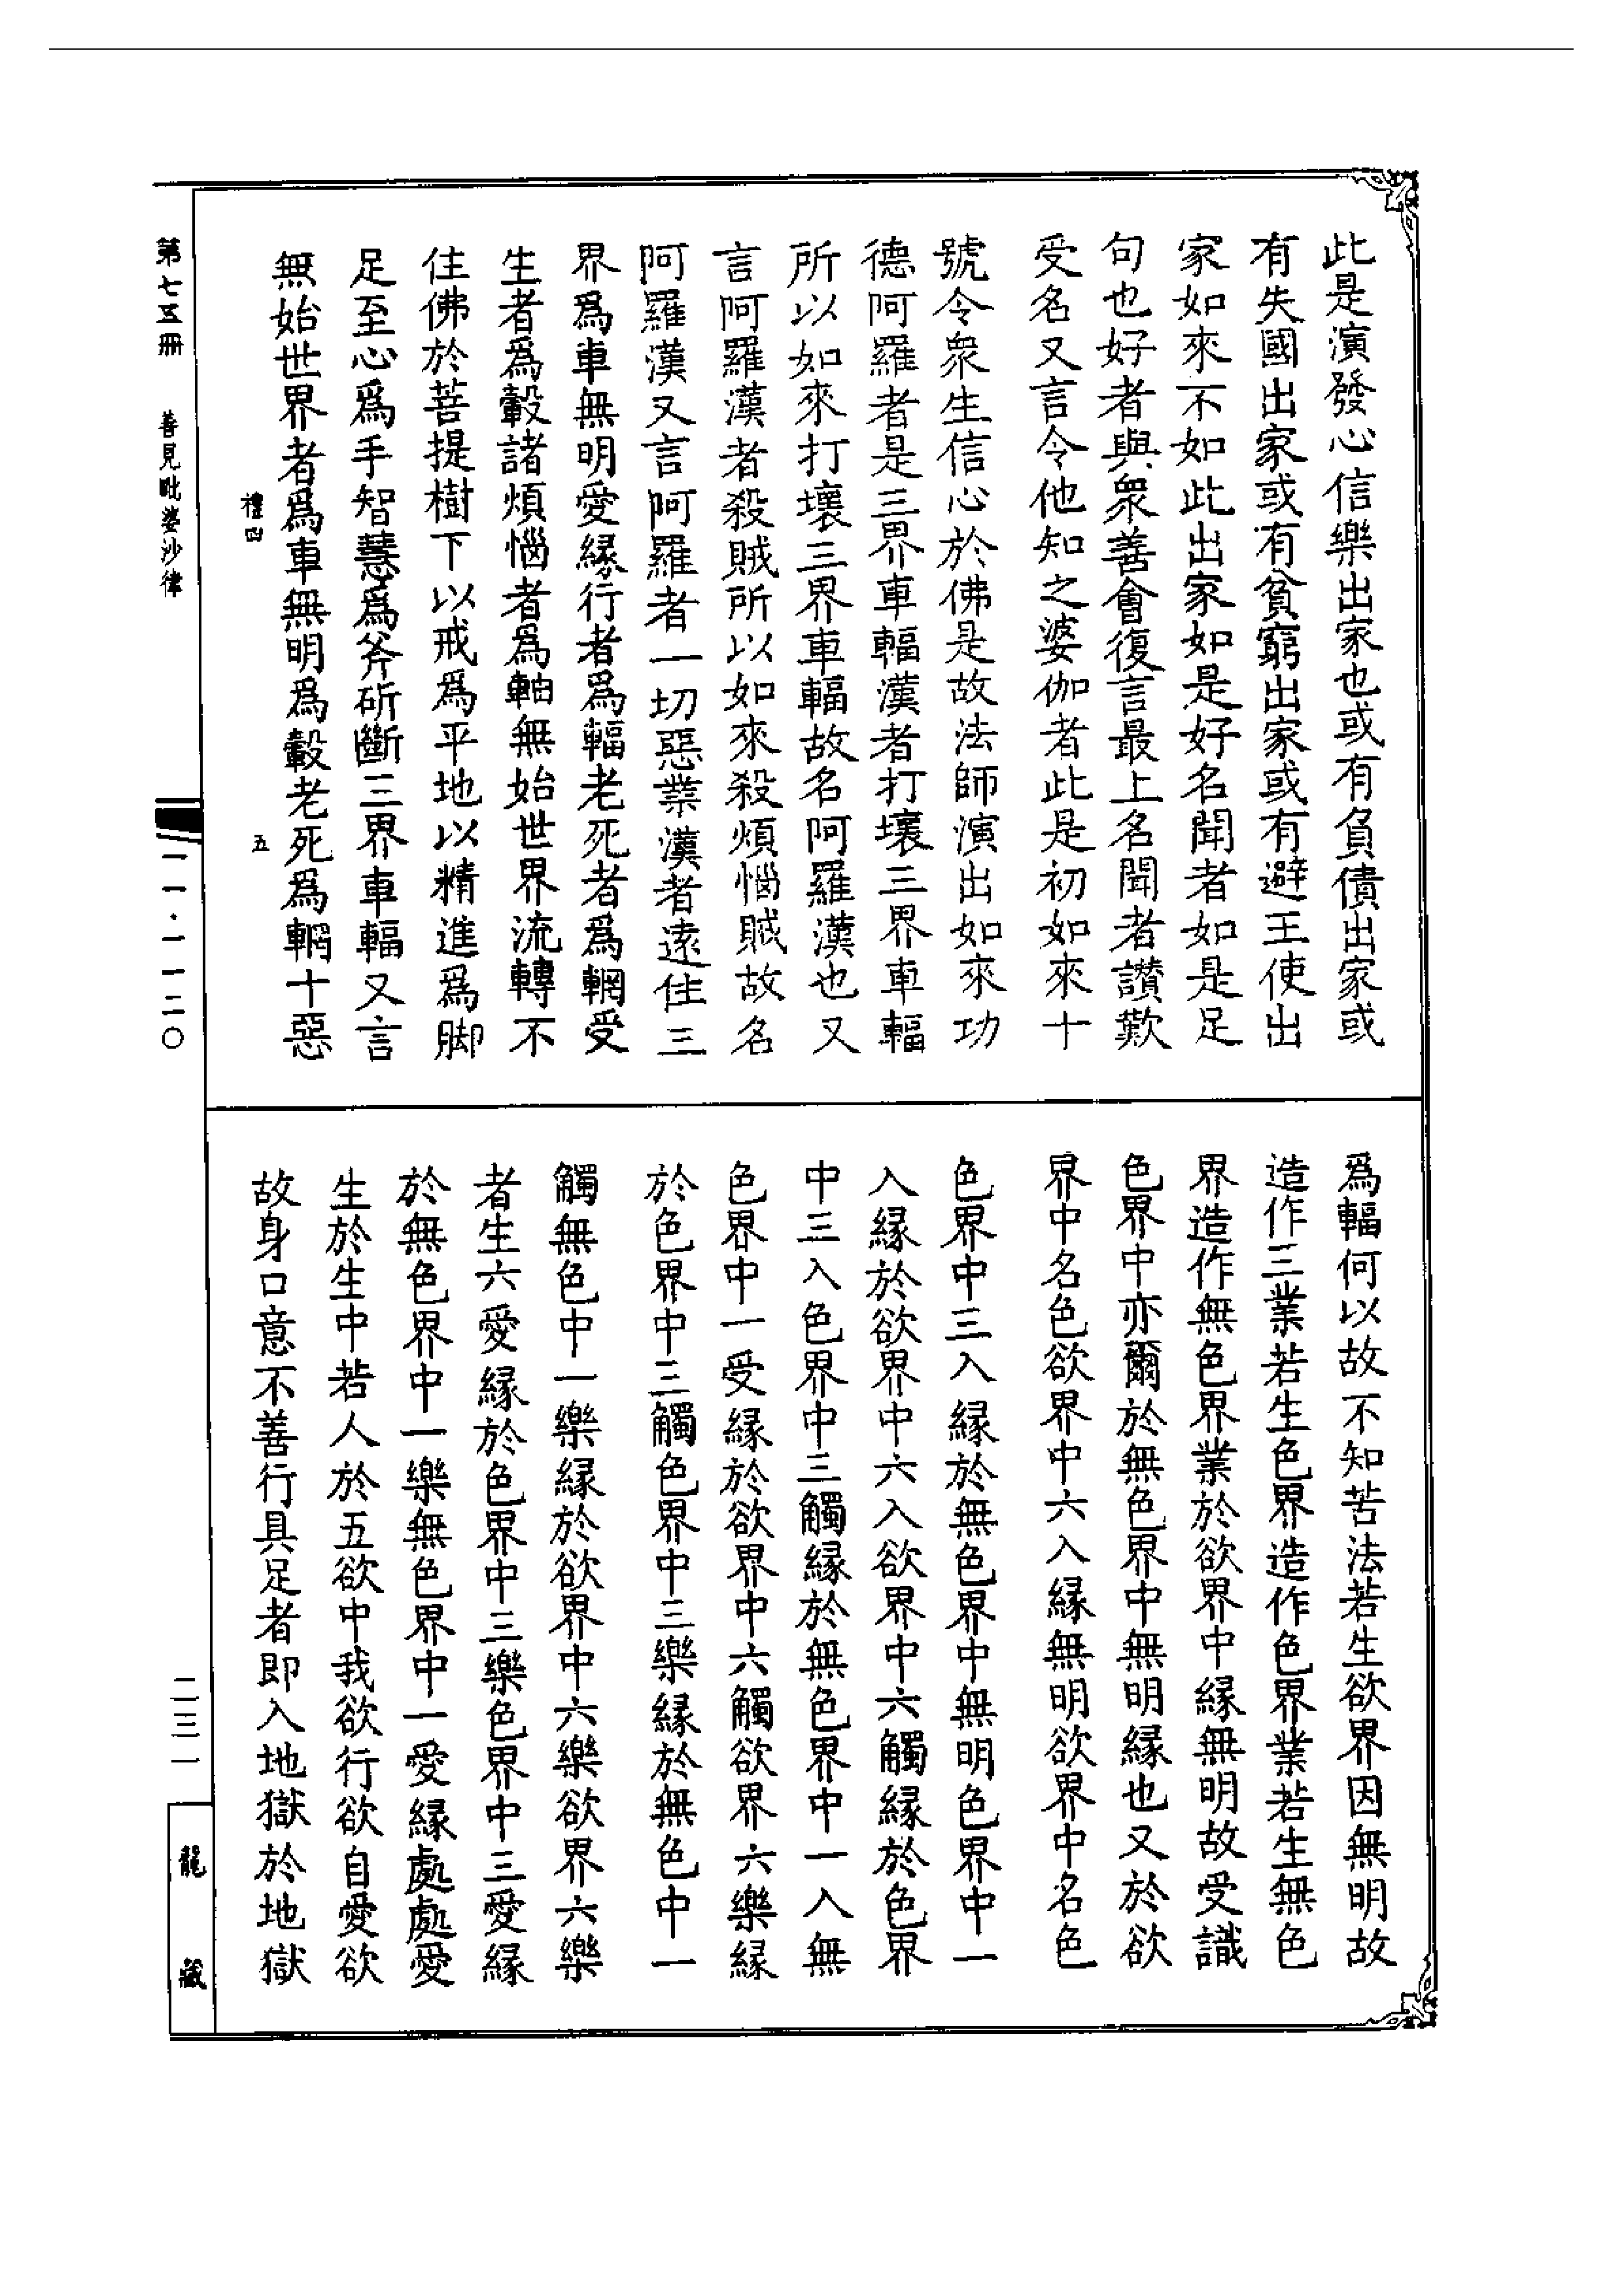 此是演發心信樂出家也或有負債出家或
有失國出家或有貧窮出家或有避王使出
家如來不如此出家如是好名聞者如是足
句也好者與衆善會復言最上名聞者讃歎
受名又言令他知之婆伽者此是初如來十
號令衆生信心於佛是故法師演出如來功
德阿羅者是三界車輻漢者打壞三界車輻
所以如來打壞三界車輻故名阿羅漢也又
言阿羅漢者殺賊所以如來殺煩惱賊故名
阿羅漢又言阿羅者一切惡業漢者遠住三
界爲車無明愛縁行者爲輻老死者爲輞受
生者爲轂諸煩惱者爲軸無始世界流轉不
住佛於菩提樹下以戒爲平地以精進爲脚
足至心爲手智慧爲斧斫斷三界車輻又言
無始世界者爲車無明爲轂老死爲輞十惡
禮四
五
爲輻何以故不知苦法若生欲界因無明故
造作三業若生色界造作色界業若生無色
界造作無色界業於欲界中縁無明故受識
色界中亦爾於無色界中無明縁也又於欲
界中名色欲界中六入縁無明欲界中名色
色界中三入縁於無色界中無明色界中一
入縁於欲界中六入欲界中六觸縁於色界
中三入色界中三觸縁於無色界中一入無
色界中一受縁於欲界中六觸欲界六樂縁
於色界中三觸色界中三樂縁於無色中一
觸無色中一樂縁於欲界中六樂欲界六樂
者生六愛縁於色界中三樂色界中三愛縁
於無色界中一樂無色界中一愛縁處處愛
生於生中若人於五欲中我欲行欲自愛欲
故身口意不善行具足者即入地獄於地獄
第七五冊 善見毗婆沙律
一一·一一二〇
二三一
龍藏